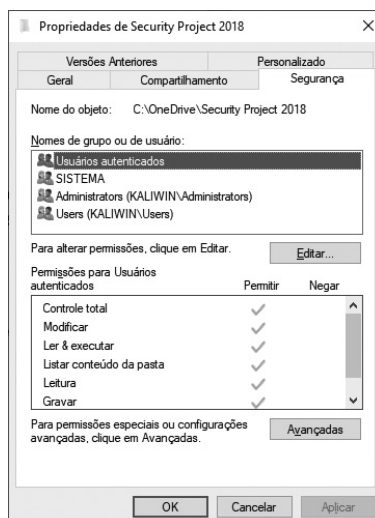 Propriedades de Security Project 2018
Versões Anteriores Personalizado
Geral Compartilhamento Segurança
Nome do objeto: C:\OneDrive\Security Project 2018
Nomes de grupo ou de usuário:
Usuários autenticados
SISTEMA
Administrators (KALIWIN\Administrators)
Users (KALIWIN\Users)
Para alterar permissões, clique em Editar.
Editar...
Permissões para Usuários
autenticados Permitir Negar
Controle total
Modificar
Ler & executar
Listar conteúdo da pasta
Leitura
Gravar
Para permissões especiais ou configurações
avançadas, clique em Avançadas.
Avançadas
OK Cancelar Aplicar